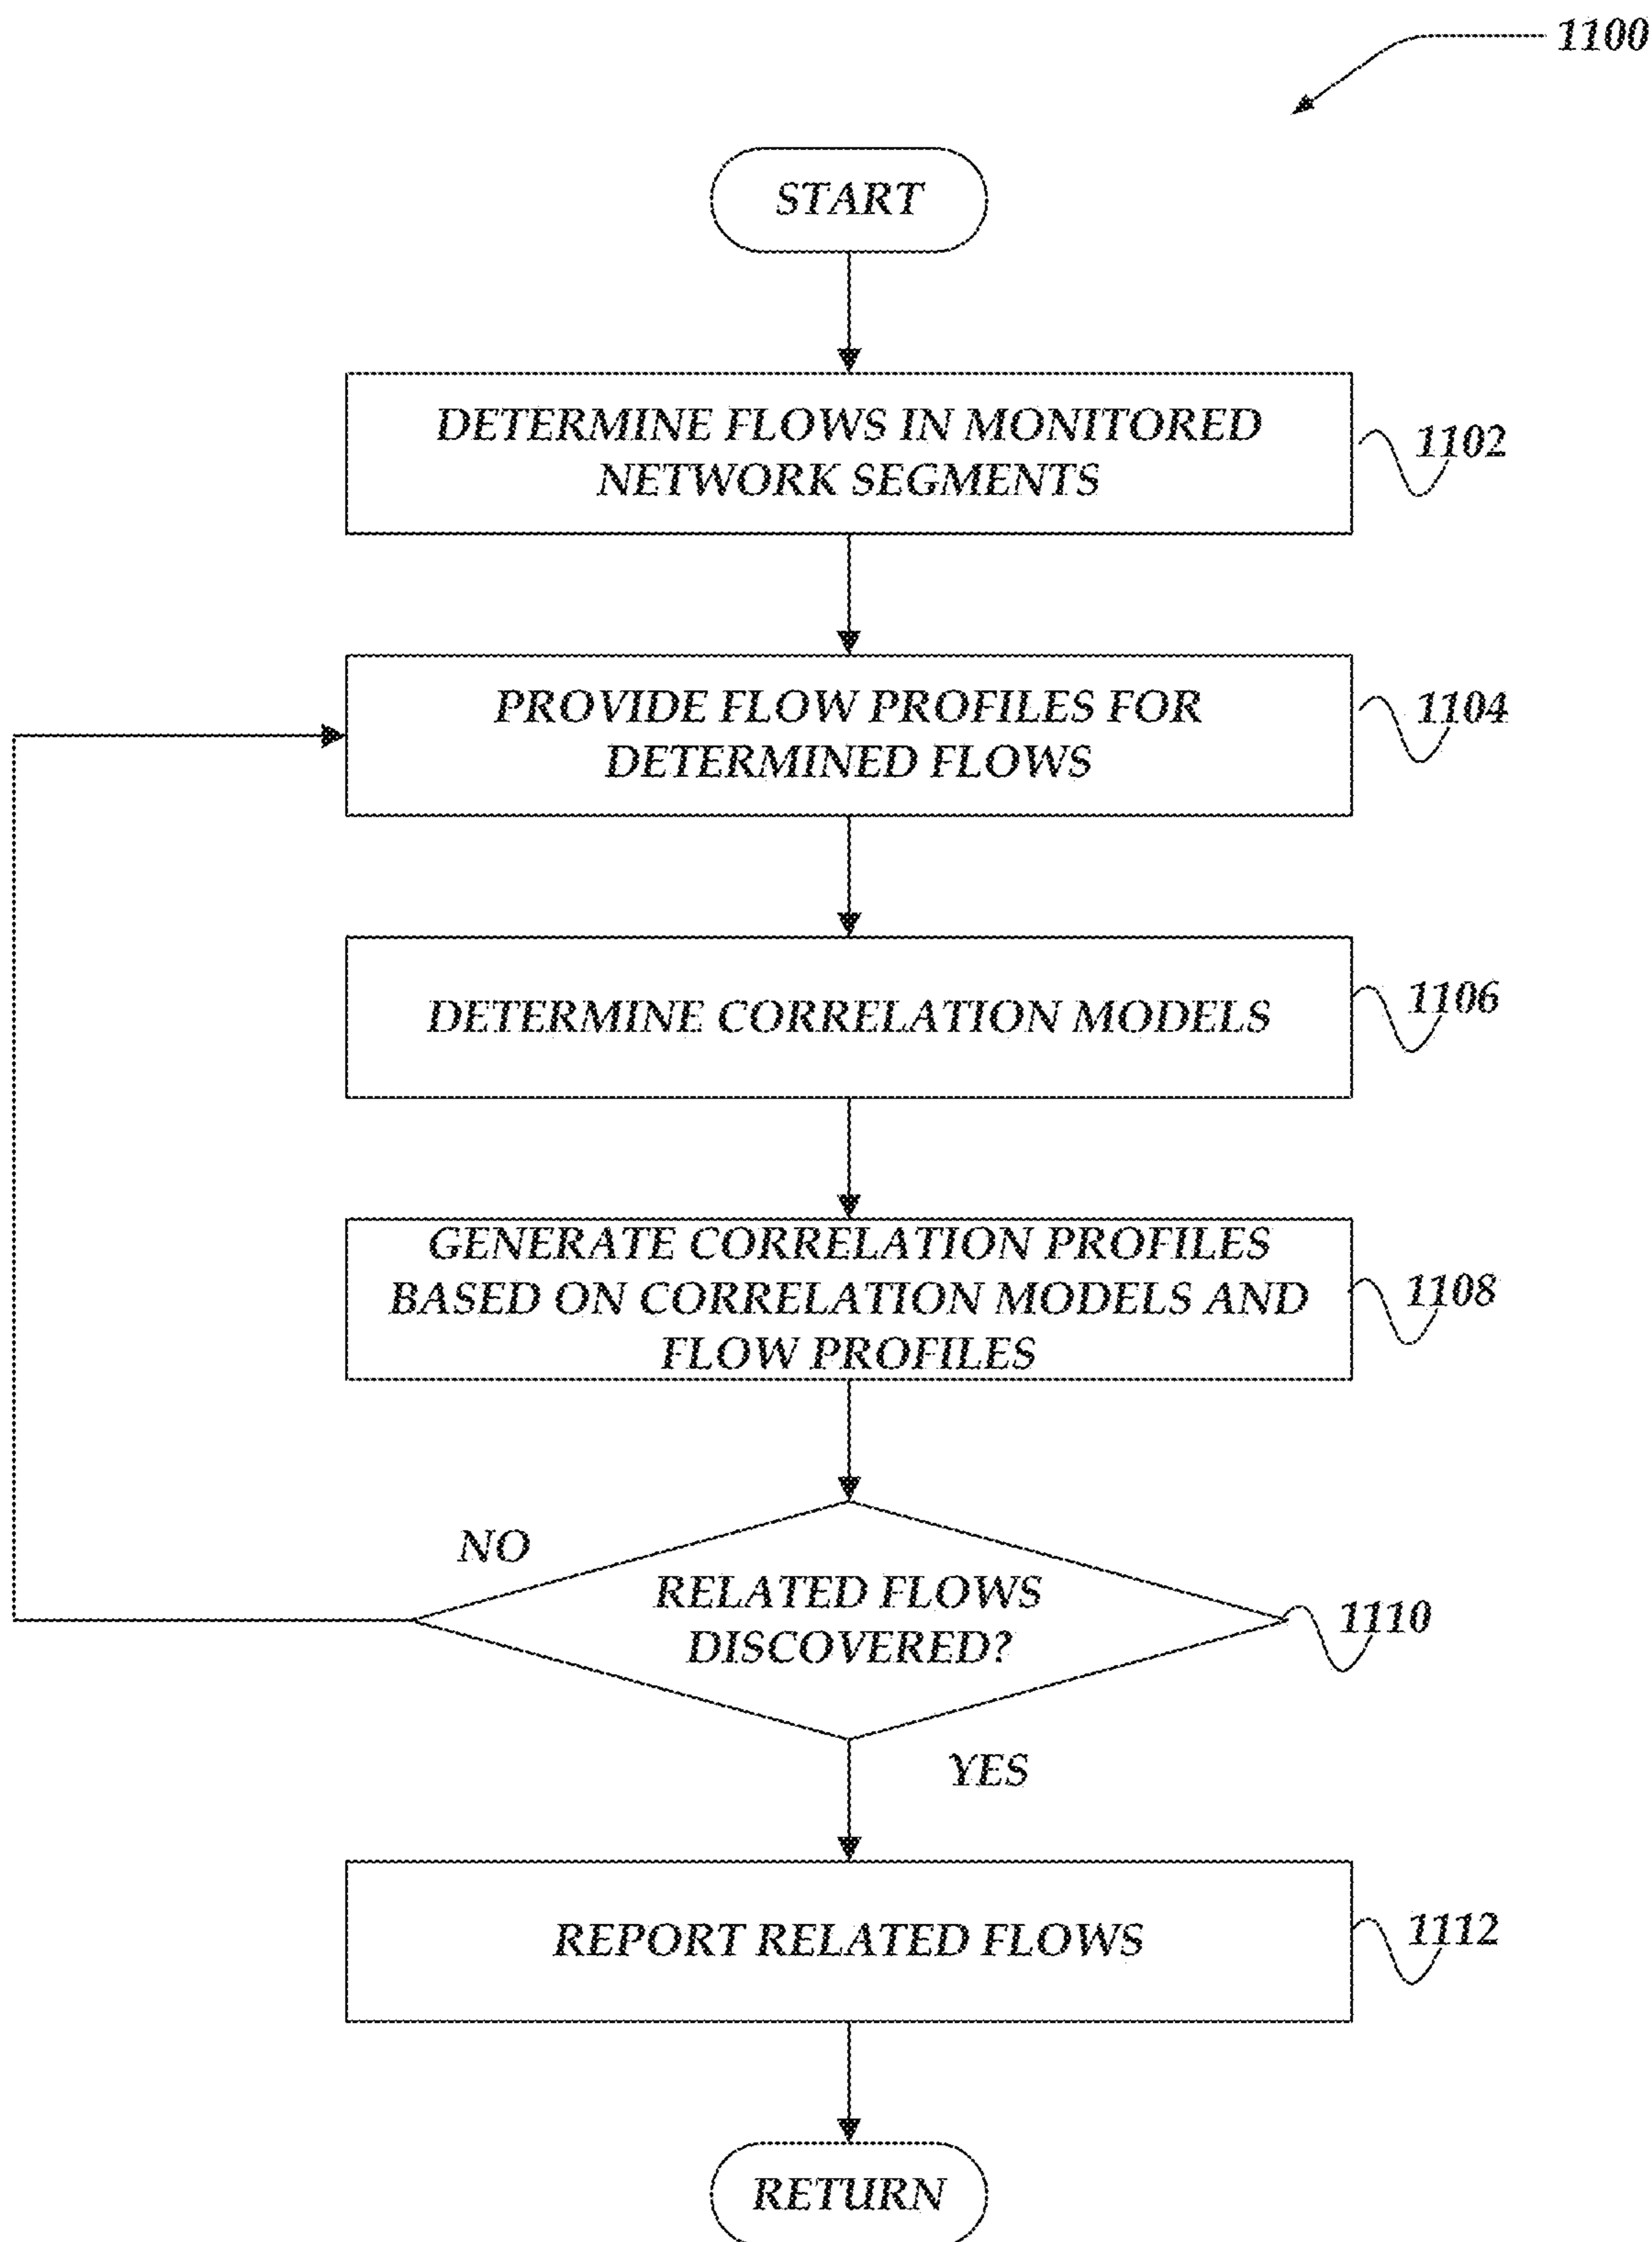 1100
START
DETERMINE FLOWS IN MONITORED
NETWORK SEGMENTS
1102
PROVIDE FLOW PROFILES FOR
DETERMINED FLOWS
1104
DETERMINE CORRELATION MODELS
1106
GENERATE CORRELATION PROFILES
BASED ON CORRELATION MODELS AND
FLOW PROFILES
1108
NO
RELATED FLOWS
DISCOVERED?
1110
YES
REPORT RELATED FLOWS
1112
RETURN